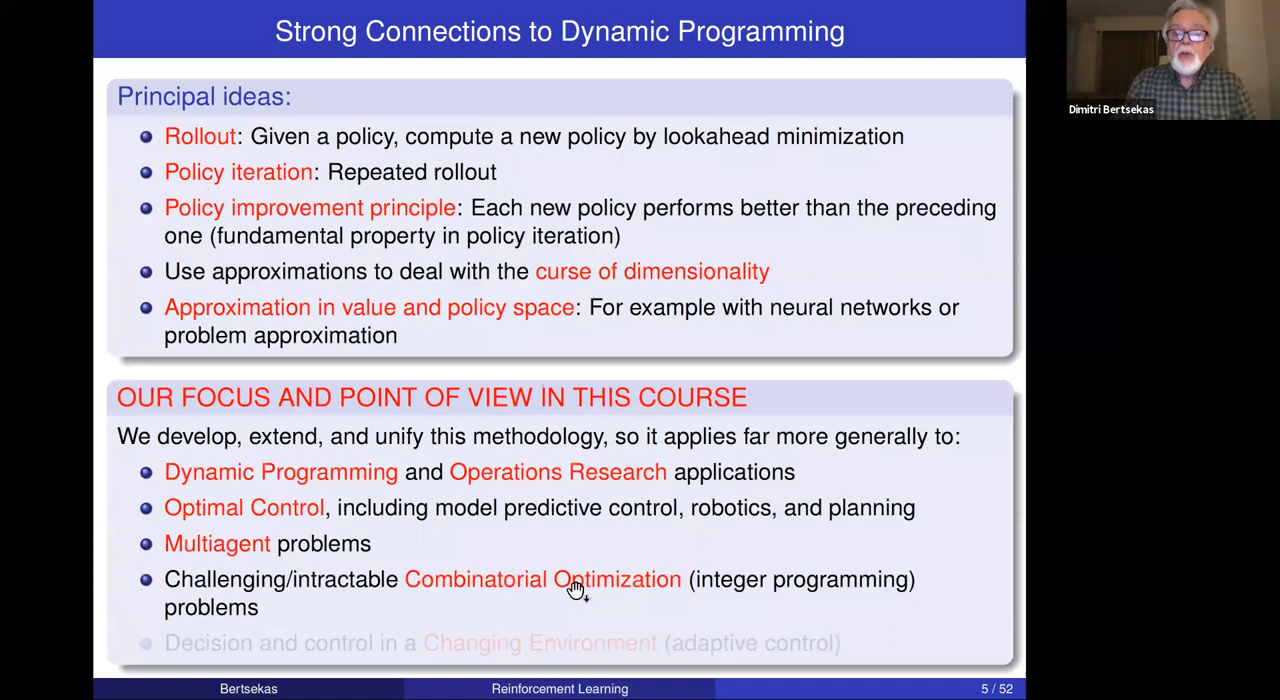 Strong Connections to Dynamic Programming
Principal ideas:
Rollout: Given a policy, compute a new policy by lookahead minimization
Policy iteration: Repeated rollout
Policy improvement principle: Each new policy performs better than the preceding
one (fundamental property in policy iteration)
Use approximations to deal with the curse of dimensionality
Approximation in value and policy space: For example with neural networks or
problem approximation
OUR FOCUS AND POINT OF VIEW IN THIS COURSE
We develop, extend, and unify this methodology, so it applies far more generally to:
Dynamic Programming and Operations Research applications
Optimal Control, including model predictive control, robotics, and planning
Multiagent problems
Challenging/intractable Combinatorial Optimization (integer programming)
problems
Decision and control in a Changing Environment (adaptive control)
Bertsekas Reinforcement Learning 5 / 52
Dimitri Bertsekas